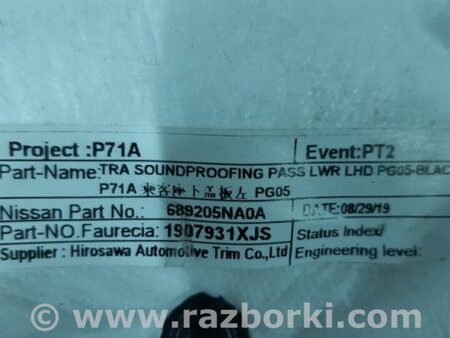 Project :P71A Event:PT2
Part-Name: TRA SOUNDPROOFING PASS LWR LHD PG05-BLAC
P71A 乘客座下盖板左 PG05
Nissan Part No.: 689205NA0A DATE:08/29/19
Part-NO. Faurecia: 1907931XJS Status index/
Supplier : Hirosawa Automotive Trim Co.,Ltd Engineering level:
www.razborki.com